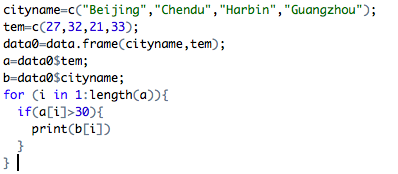 cityname=c("Beijing","Chendu","Harbin","Guangzhou");
tem=c(27,32,21,33);
data0=data.frame(cityname,tem);
a=data0$tem;
b=data0$cityname;
for (i in 1:length(a)){
  if(a[i]>30){
    print(b[i])
  }
}